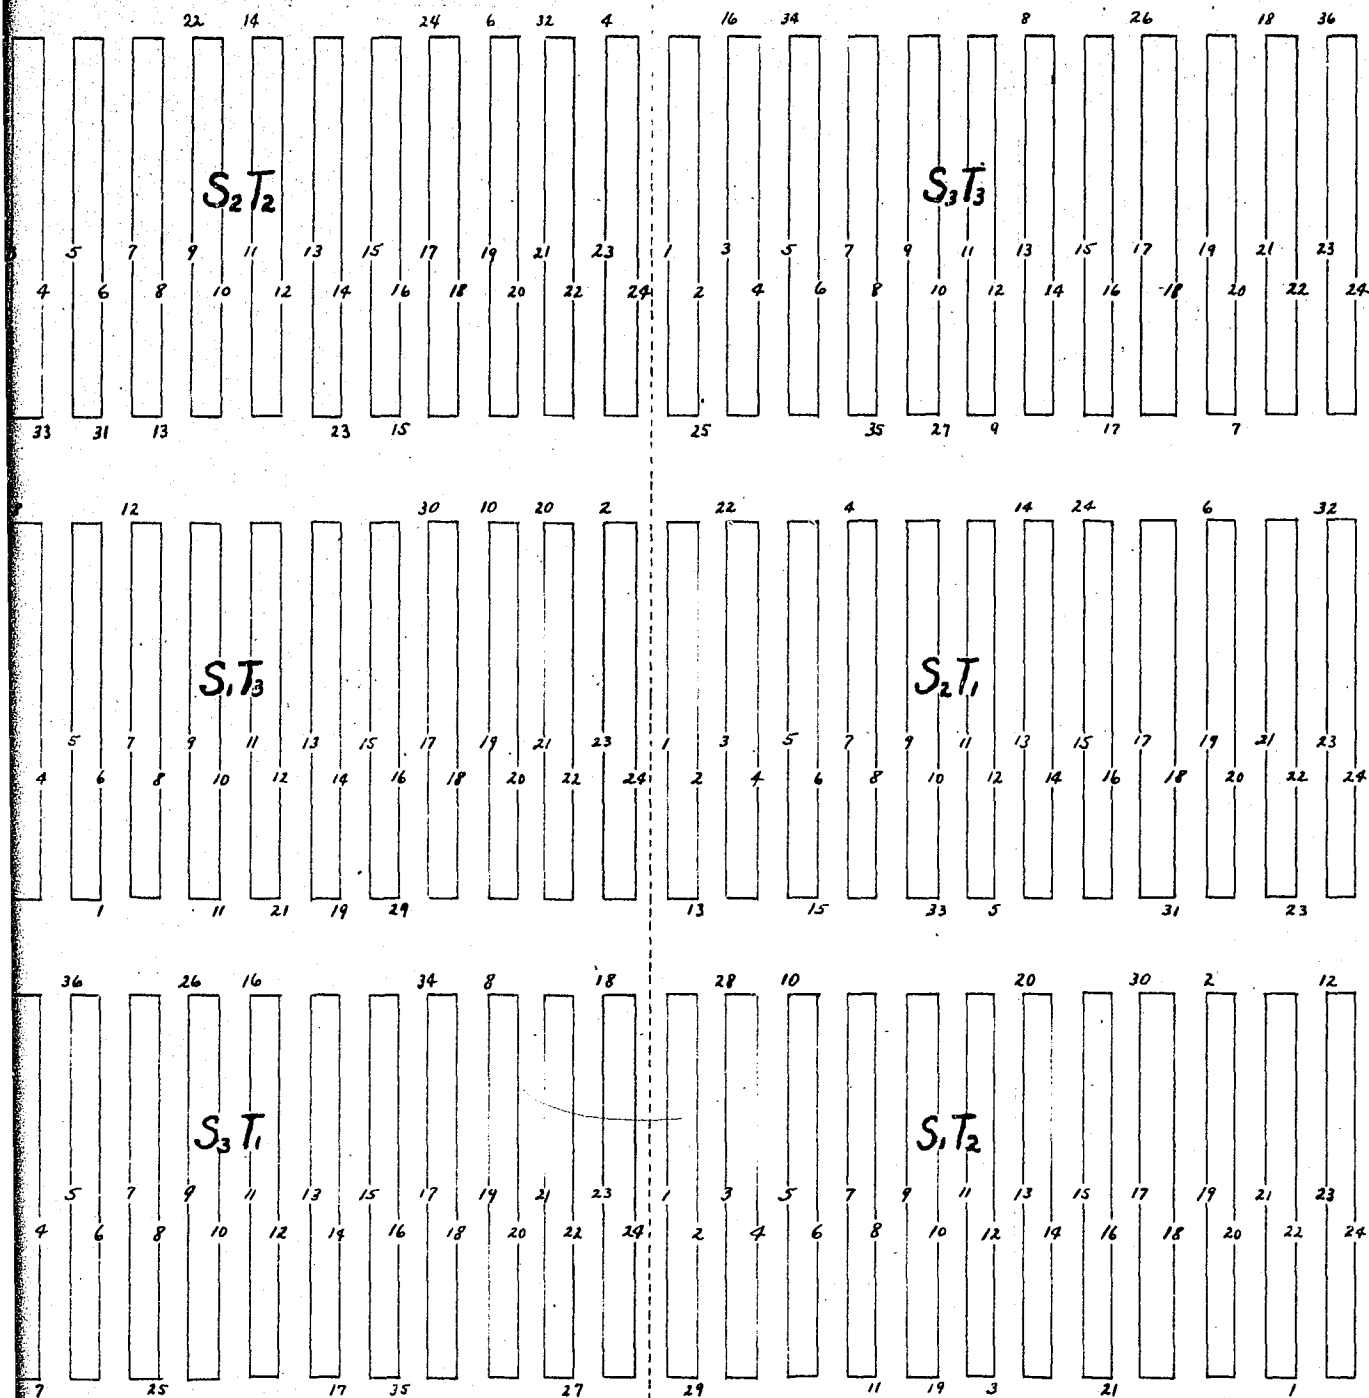 22 14 24 6 32 4 16 34 8 26 18 36
S₂T₂ S₃T₃
5 7 9 11 13 15 17 19 21 23 1 3 5 7 9 11 13 15 17 19 21 23
4 6 8 10 12 14 16 18 20 22 24 2 4 6 8 10 12 14 16 18 20 22 24
33 31 13 23 15 25 35 27 9 17 7
12 30 10 20 2 22 4 14 24 6 32
S₁T₃ S₂T₁
5 7 9 11 13 15 17 19 21 23 1 3 5 7 9 11 13 15 17 19 21 23
4 6 8 10 12 14 16 18 20 22 24 2 4 6 8 10 12 14 16 18 20 22 24
1 11 21 19 29 13 15 33 5 31 23
36 26 16 34 8 18 28 10 20 30 2 12
S₃T₁ S₁T₂
5 7 9 11 13 15 17 19 21 23 1 3 5 7 9 11 13 15 17 19 21 23
4 6 8 10 12 14 16 18 20 22 24 2 4 6 8 10 12 14 16 18 20 22 24
7 25 17 35 27 29 11 19 3 21 1